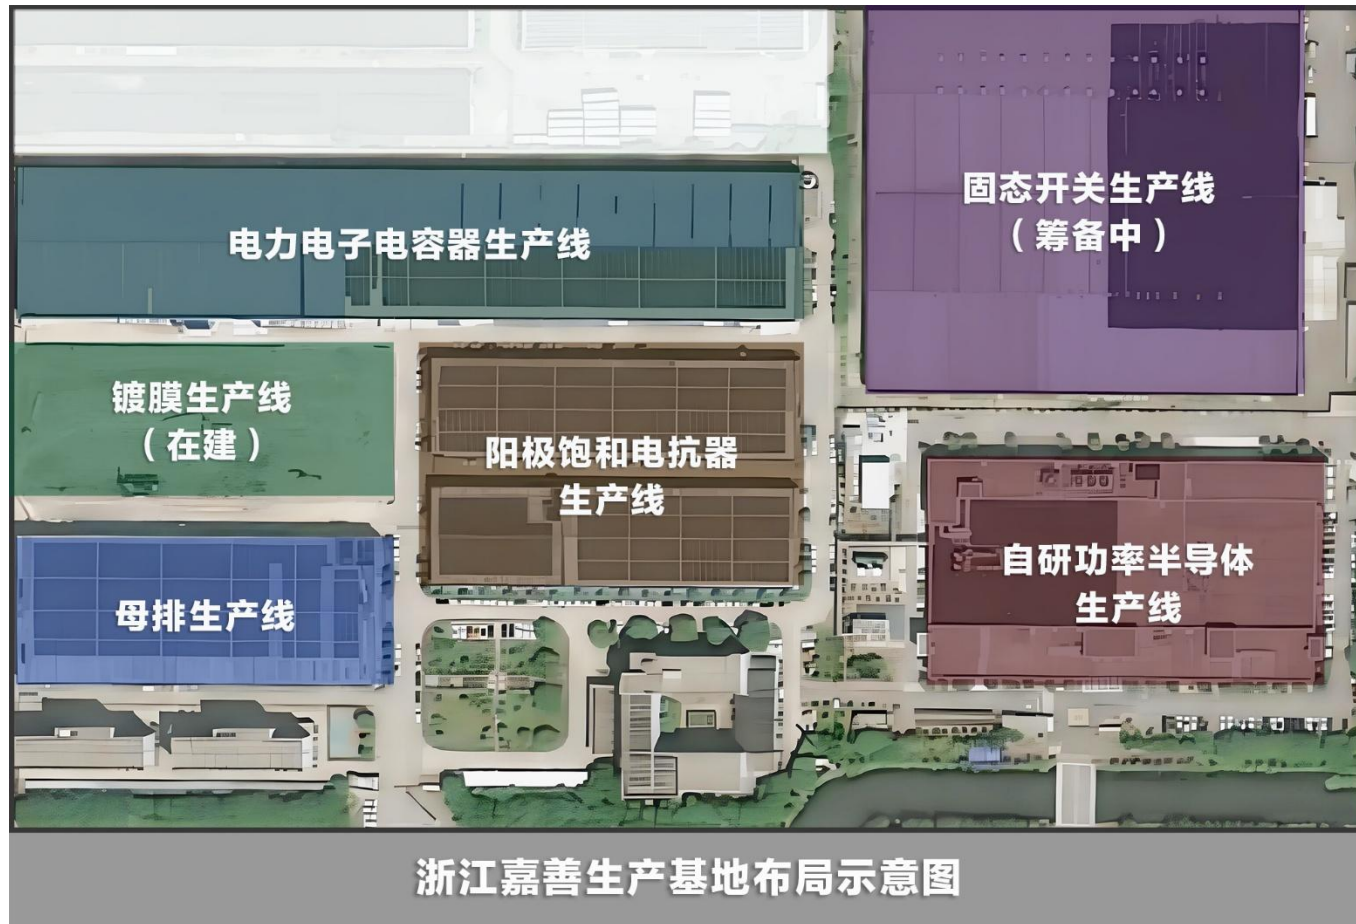 电力电子电容器生产线
固态开关生产线
（筹备中）
镀膜生产线
（在建）
阳极饱和电抗器
生产线
母排生产线
自研功率半导体
生产线
浙江嘉善生产基地布局示意图